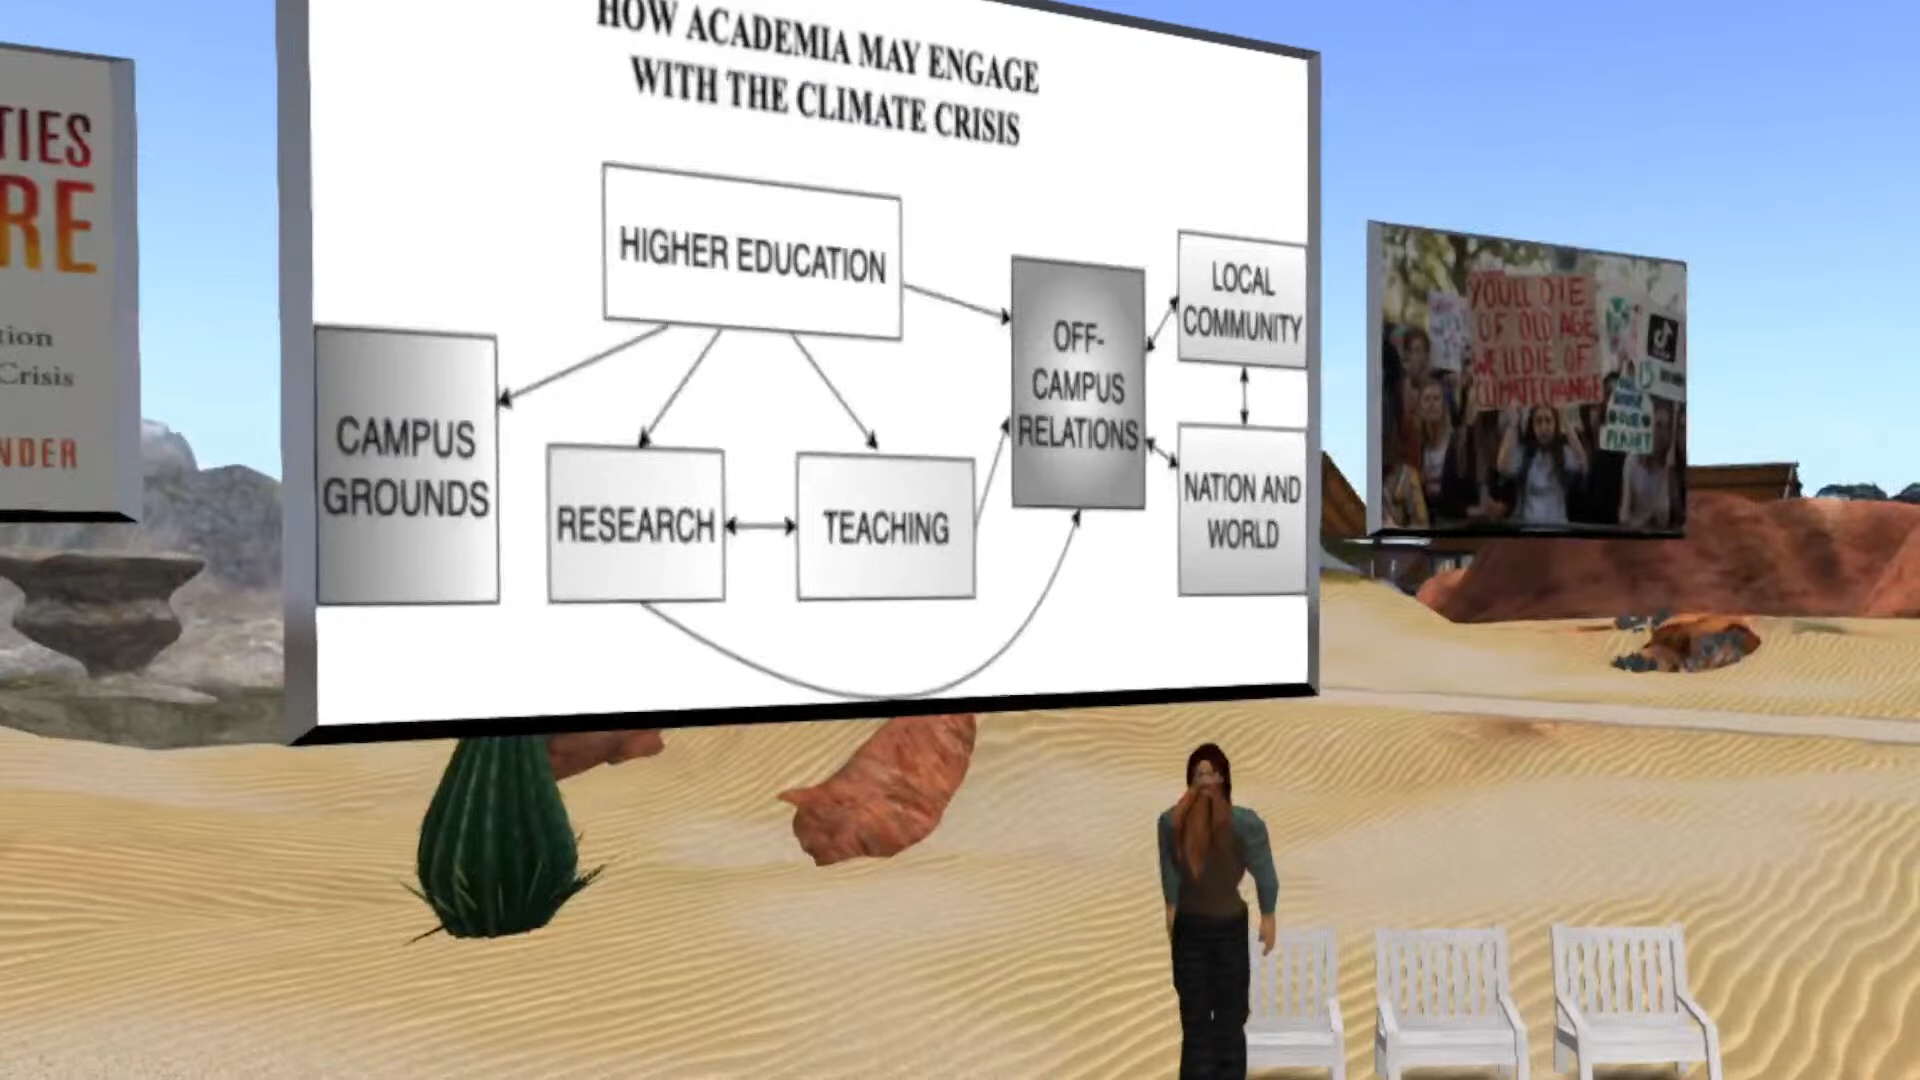 TIES
RE
tion
Crisis
NDER
HOW ACADEMIA MAY ENGAGE
WITH THE CLIMATE CRISIS
HIGHER EDUCATION
CAMPUS
GROUNDS
RESEARCH
TEACHING
OFF-
CAMPUS
RELATIONS
LOCAL
COMMUNITY
NATION AND
WORLD
YOU'LL DIE
OF OLD AGE
WE'LL DIE OF
CLIMATE CHANGE
OUR
PLANET